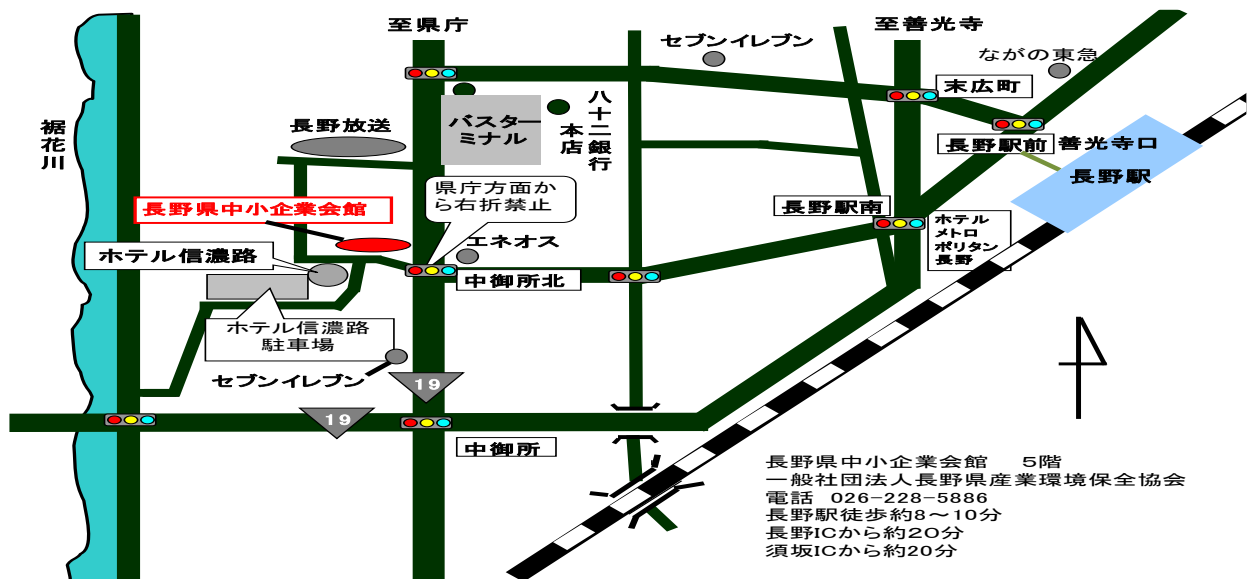 至県庁
至善光寺
セブンイレブン
ながの東急
末広町
裾花川
長野放送
バスター
ミナル
八十二銀行
本店
長野駅前
善光寺口
長野駅
県庁方面か
ら右折禁止
長野県中小企業会館
長野駅南
ホテル
メトロ
ポリタン
長野
エネオス
ホテル信濃路
中御所北
ホテル信濃路
駐車場
セブンイレブン
19
19
中御所
長野県中小企業会館　5階
一般社団法人長野県産業環境保全協会
電話 026-228-5886
長野駅徒歩約8～10分
長野ICから約20分
須坂ICから約20分